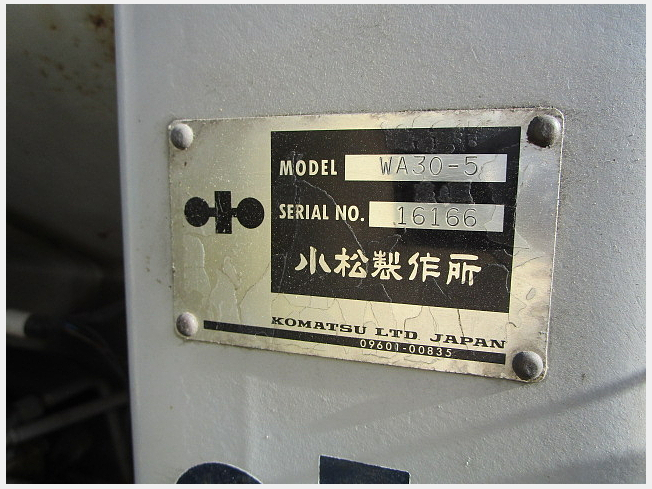 MODEL WA30-5
SERIAL NO. 16166
小松製作所
KOMATSU LTD JAPAN
09601-00835